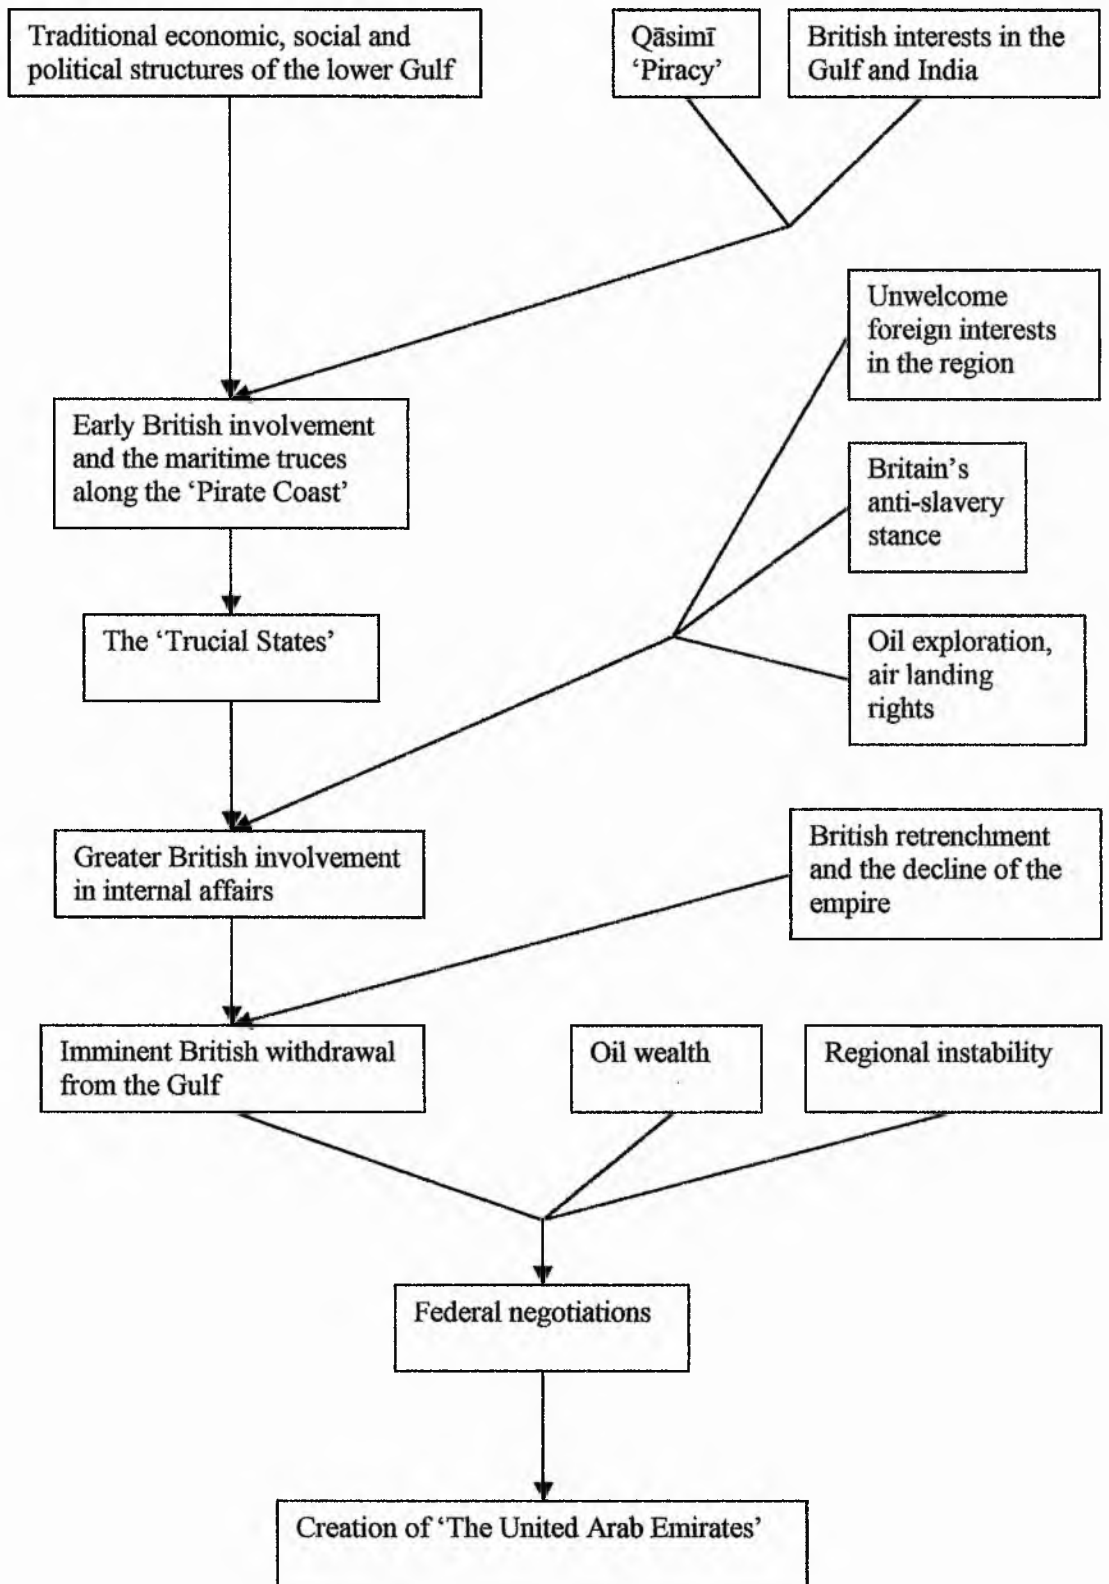 Traditional economic, social and
political structures of the lower Gulf
Qāsimī
‘Piracy’
British interests in the
Gulf and India
Unwelcome
foreign interests
in the region
Early British involvement
and the maritime truces
along the ‘Pirate Coast’
Britain’s
anti-slavery
stance
The ‘Trucial States’
Oil exploration,
air landing
rights
Greater British involvement
in internal affairs
British retrenchment
and the decline of the
empire
Imminent British withdrawal
from the Gulf
Oil wealth
Regional instability
Federal negotiations
Creation of ‘The United Arab Emirates’